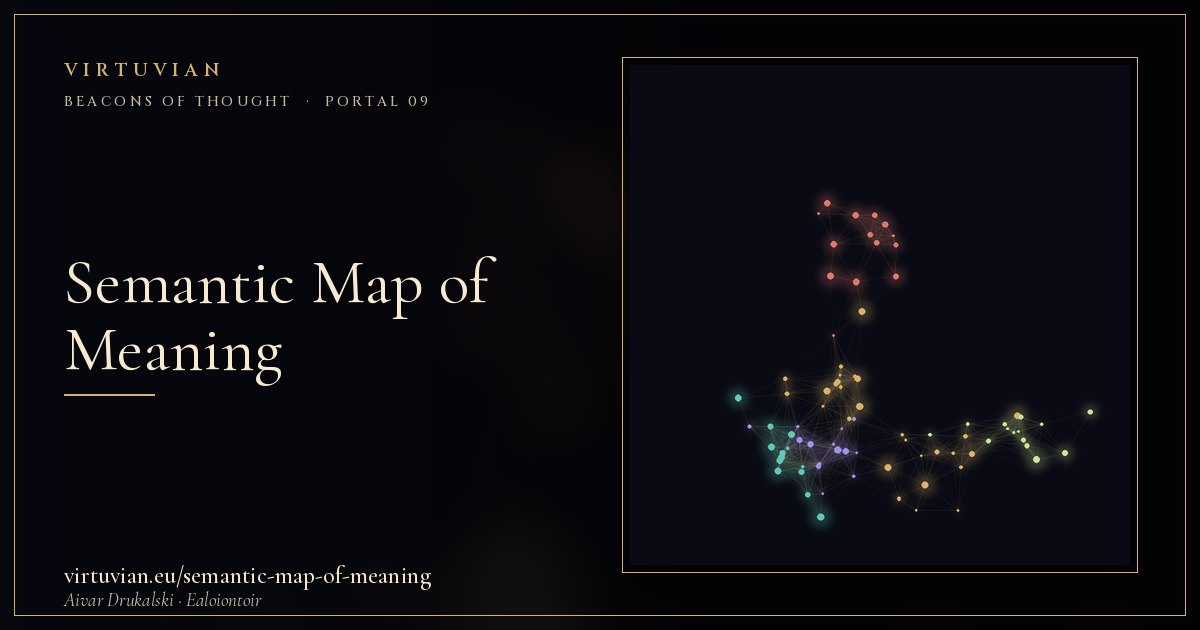 VIRTUVIAN
BEACONS OF THOUGHT · PORTAL 09
Semantic Map of
Meaning
virtuvian.eu/semantic-map-of-meaning
Aivar Drukalski · Ealoiontoir